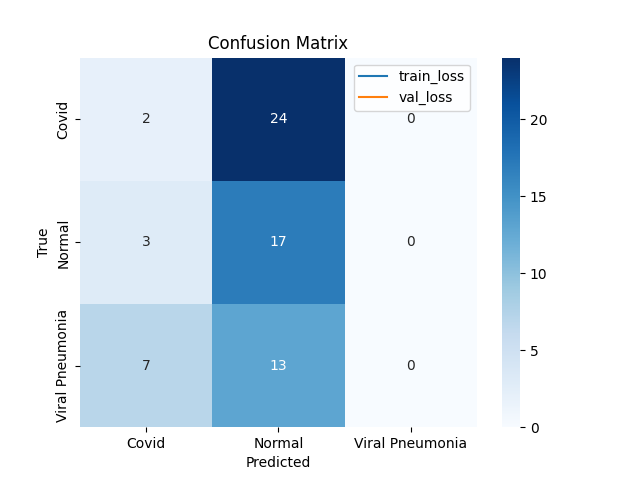 Confusion Matrix
train_loss
val_loss
Covid
2
24
0
20
15
True
Normal
3
17
0
10
5
Viral Pneumonia
7
13
0
0
Covid
Normal
Viral Pneumonia
Predicted